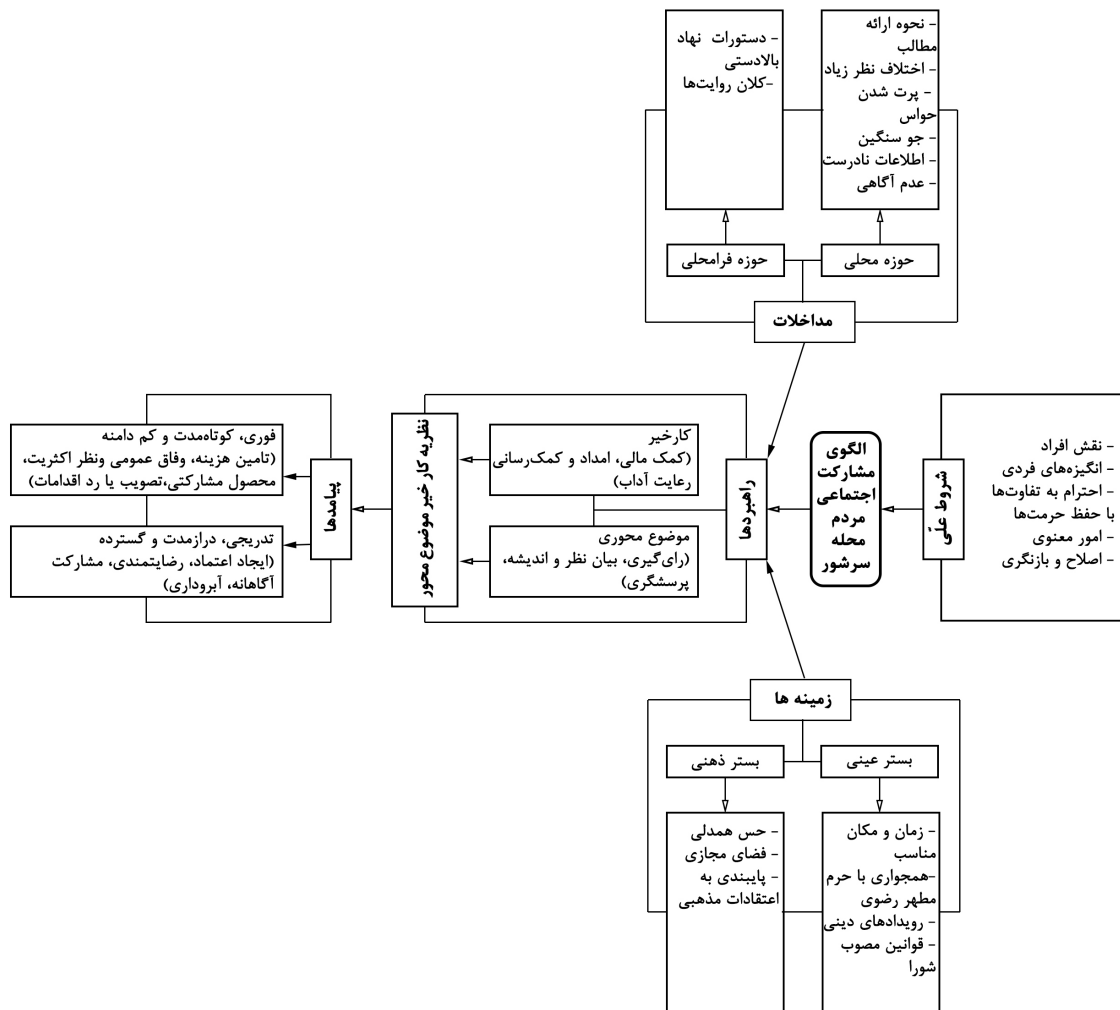 - نحوه ارائه
مطالب
- اختلاف نظر زیاد
- پرت شدن
حواس
- جو سنگین
- اطلاعات نادرست
- عدم آگاهی
- دستورات نهاد
بالادستی
-کلان روایت‌ها
حوزه محلی
حوزه فرامحلی
مداخلات
- نقش افراد
- انگیزه‌های فردی
- احترام به تفاوت‌ها
با حفظ حرمت‌ها
- امور معنوی
- اصلاح و بازنگری
شروط علّی
الگوی
مشارکت
اجتماعی
مردم
محله
سرشور
راهبردها
کارخیر
(کمک مالی، امداد و کمک‌رسانی
رعایت آداب)
موضوع محوری
(رای‌گیری، بیان نظر و اندیشه،
پرسشگری)
نظریه کار خیر موضوع محور
پیامدها
فوری، کوتاه‌مدت و کم دامنه
(تامین هزینه، وفاق عمومی ونظر اکثریت،
محصول مشارکتی،تصویب یا رد اقدامات)
تدریجی، درازمدت و گسترده
(ایجاد اعتماد، رضایتمندی، مشارکت
آگاهانه، آبروداری)
زمینه ها
بستر عینی
بستر ذهنی
- زمان و مکان
مناسب
-همجواری با حرم
مطهر رضوی
- رویدادهای دینی
- قوانین مصوب
شورا
- حس همدلی
- فضای مجازی
- پایبندی به
اعتقادات مذهبی